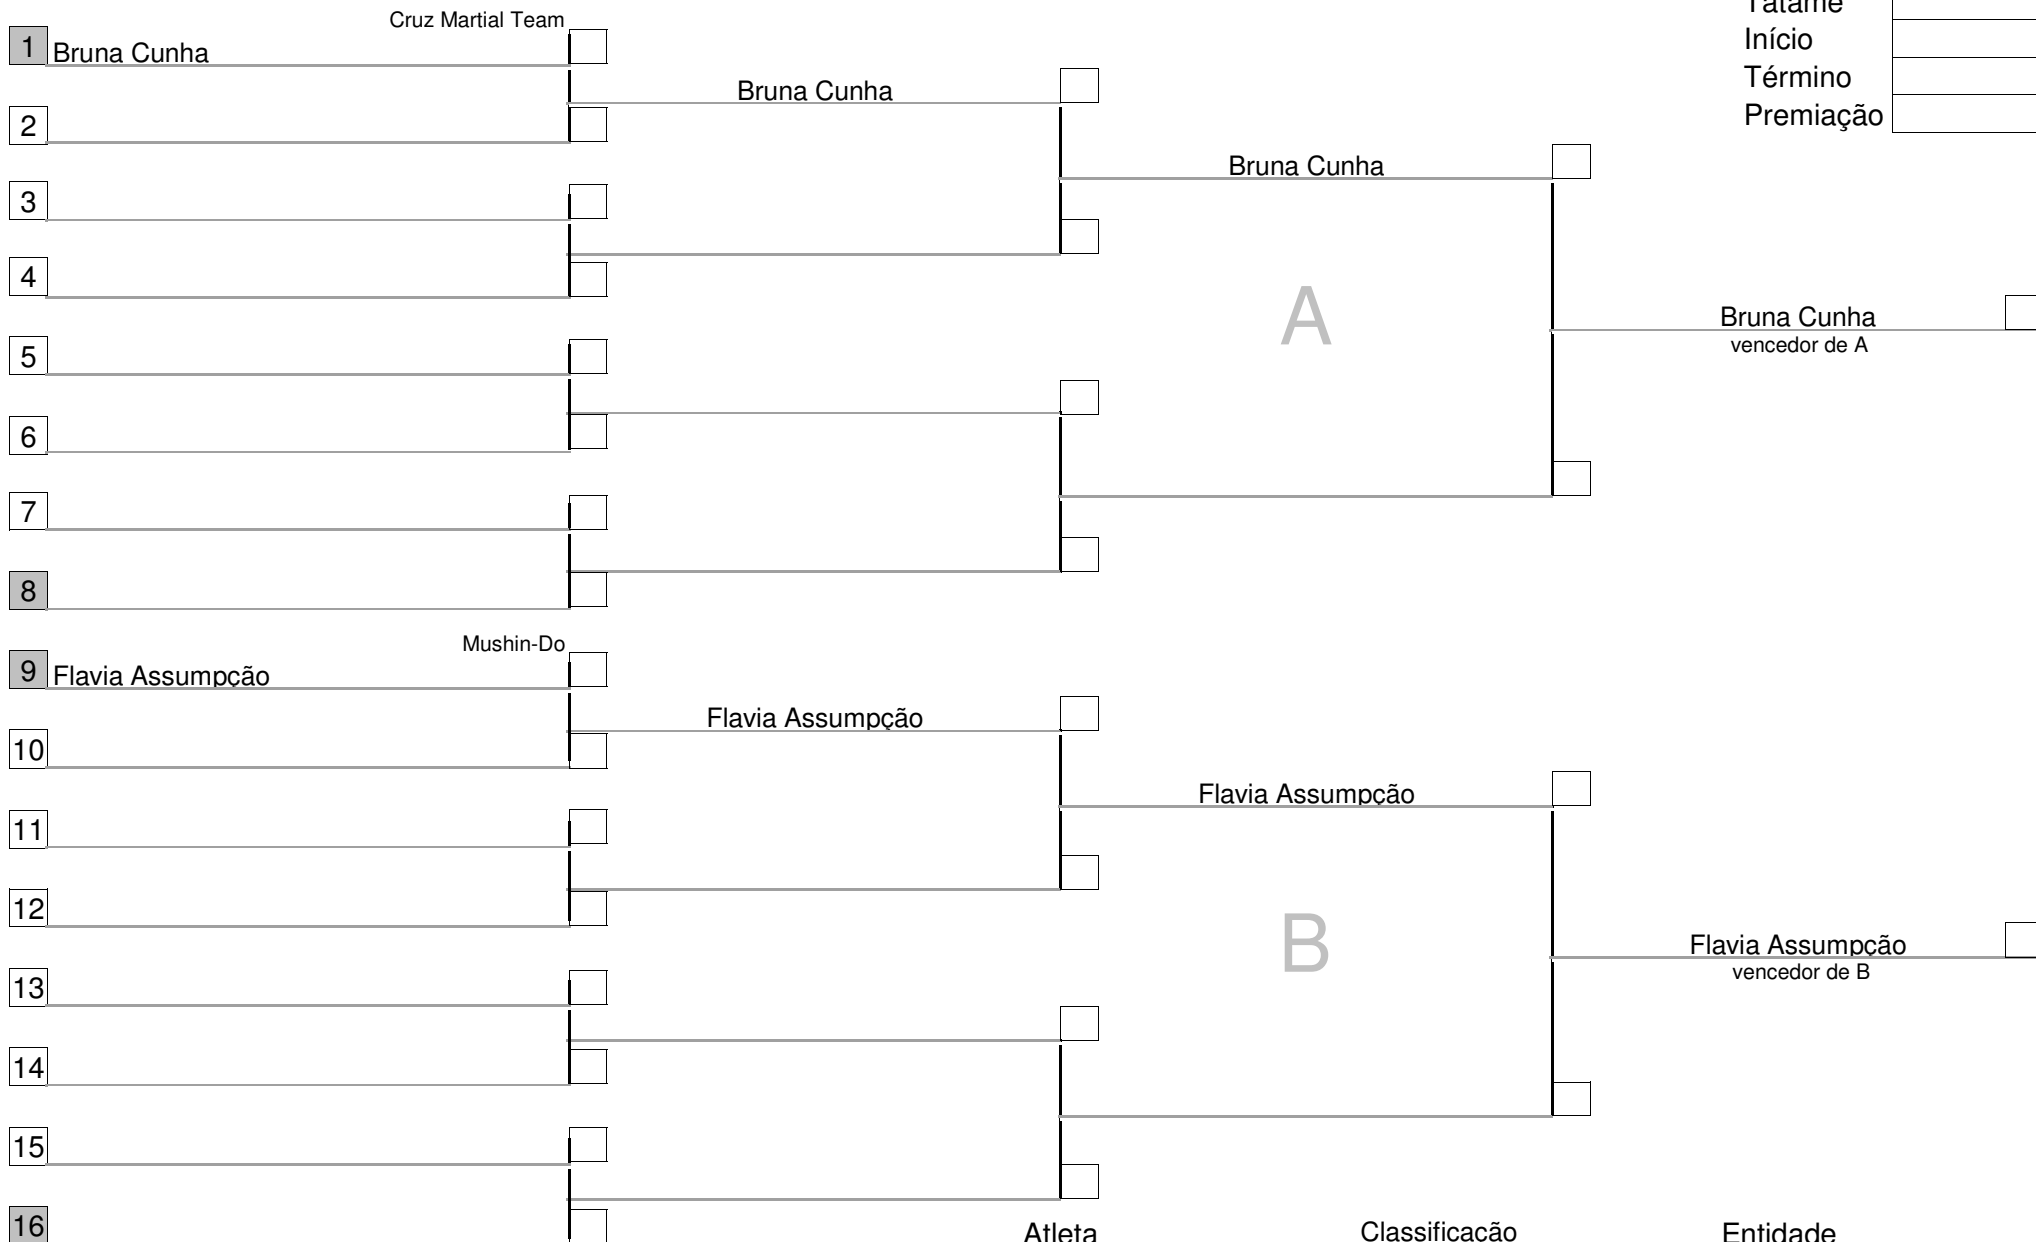 Cruz Martial Team
1 Bruna Cunha
Tatame
Início
Término
Premiação
Bruna Cunha
2
Bruna Cunha
3
4
A
Bruna Cunha
vencedor de A
5
6
7
8
Mushin-Do
9 Flavia Assumpção
Flavia Assumpção
10
Flavia Assumpção
11
12
B
Flavia Assumpção
vencedor de B
13
14
15
16
Atleta Classificação Entidade